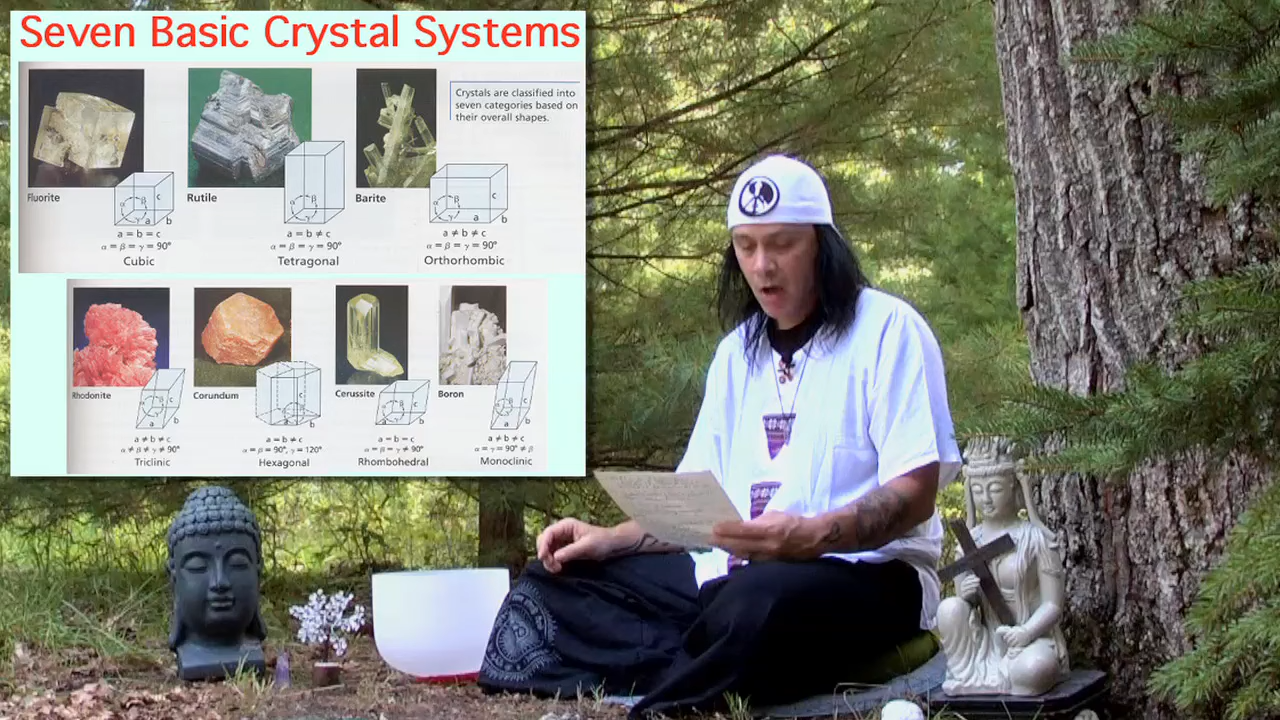 Seven Basic Crystal Systems
Crystals are classified into
seven categories based on
their overall shapes.
Fluorite
α β γ a b c
a = b = c
α = β = γ = 90°
Cubic
Rutile
α β γ
a = b ≠ c
α = β = γ = 90°
Tetragonal
Barite
α β γ a b c
a ≠ b ≠ c
α = β = γ = 90°
Orthorhombic
Rhodonite
a b c
a ≠ b ≠ c
α ≠ β ≠ γ ≠ 90°
Triclinic
Corundum
a b c
a = b ≠ c
α = β = 90°, γ = 120°
Hexagonal
Cerussite
a b c
a = b = c
α = β = γ ≠ 90°
Rhombohedral
Boron
a b c
a ≠ b ≠ c
α = γ = 90° ≠ β
Monoclinic